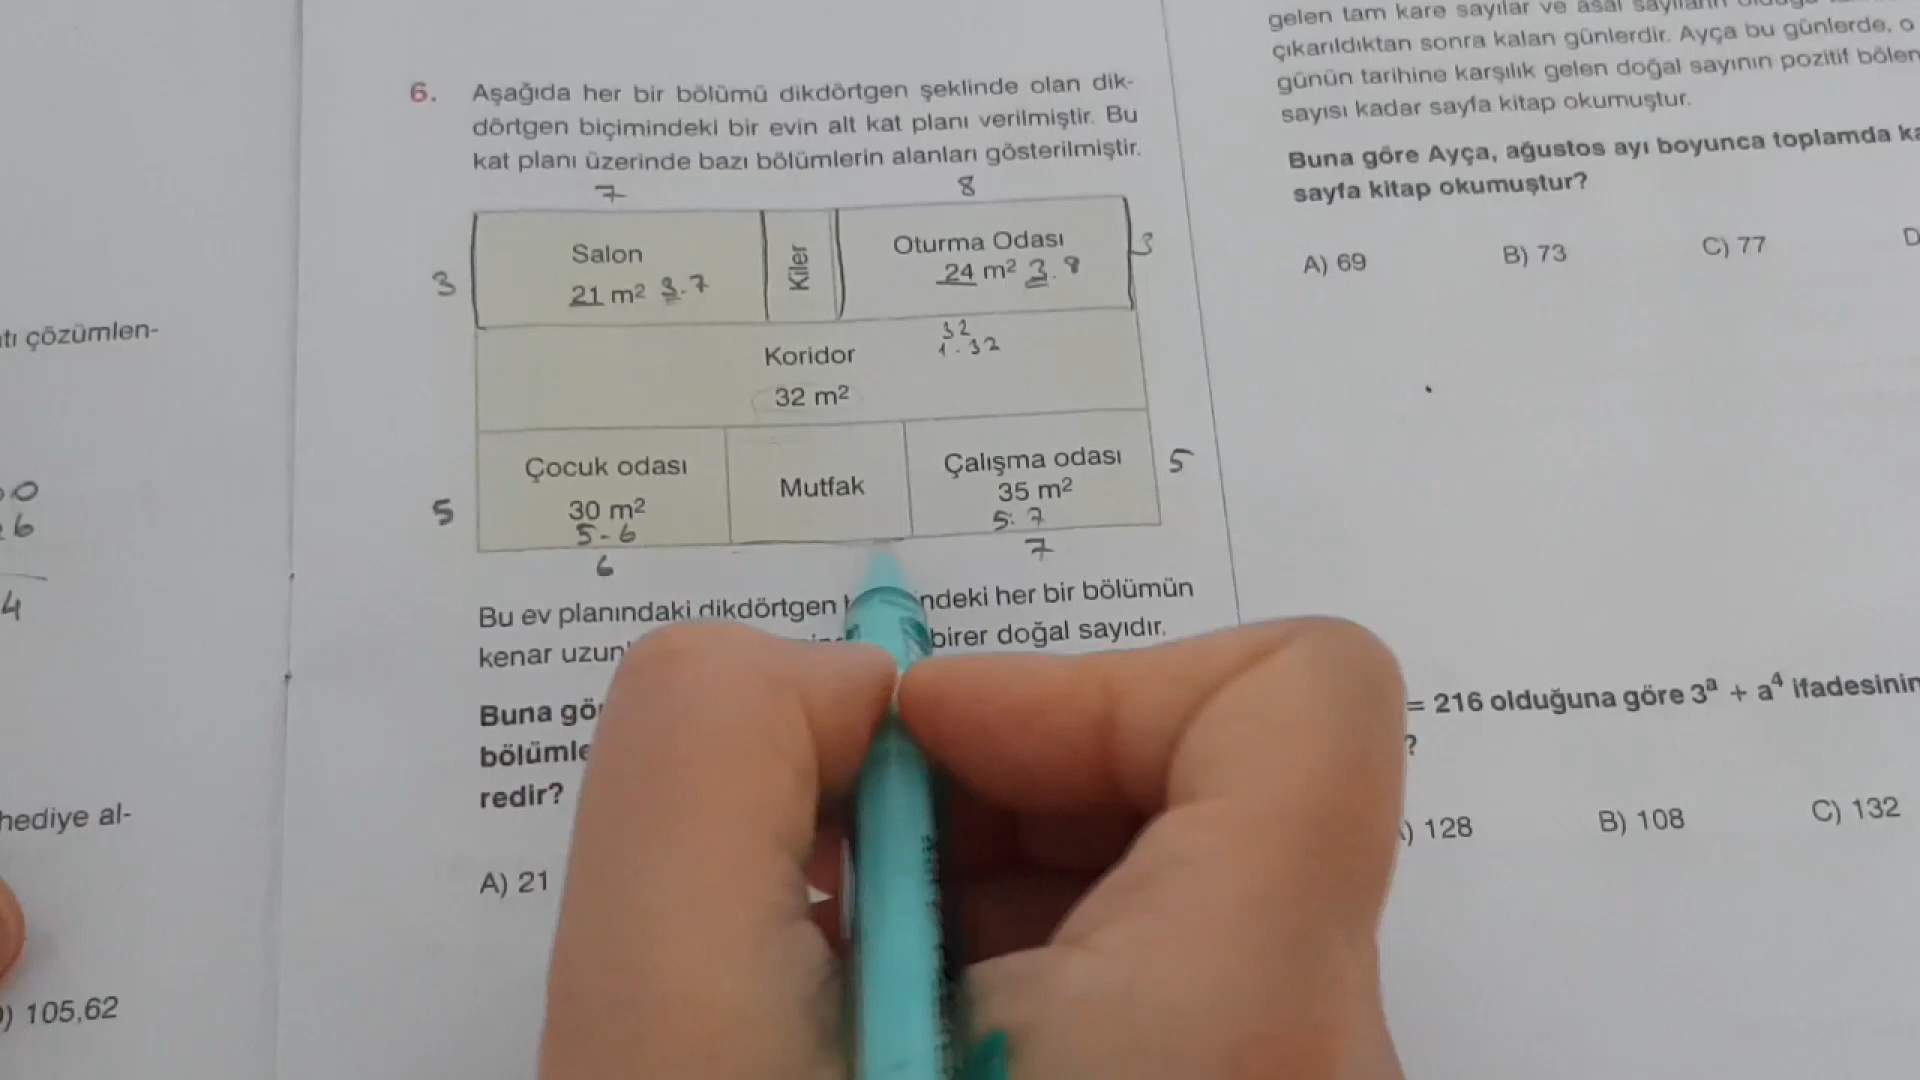 tı çözümlen-
4
hediye al-
105,62
6. Aşağıda her bir bölümü dikdörtgen şeklinde olan dik-
dörtgen biçimindeki bir evin alt kat planı verilmiştir. Bu
kat planı üzerinde bazı bölümlerin alanları gösterilmiştir.
7 8
3 Salon Kiler Oturma Odası 3
21 m² 3.7 24 m² 3.8
32
Koridor 1.32
32 m²
Çocuk odası Mutfak Çalışma odası 5
5 30 m² 35 m²
5.6 5.7
6 7
Bu ev planındaki dikdörtgen ndeki her bir bölümün
kenar uzun birer doğal sayıdır.
Buna gö
bölümle
redir?
A) 21
gelen tam kare sayılar ve asal
çıkarıldıktan sonra kalan günlerdir. Ayça bu günlerde, o
günün tarihine karşılık gelen doğal sayının pozitif bölen
sayısı kadar sayfa kitap okumuştur.
Buna göre Ayça, ağustos ayı boyunca toplamda ka
sayfa kitap okumuştur?
A) 69 B) 73 C) 77 D
= 216 olduğuna göre 3ᵃ + a⁴ ifadesinin
?
) 128 B) 108 C) 132